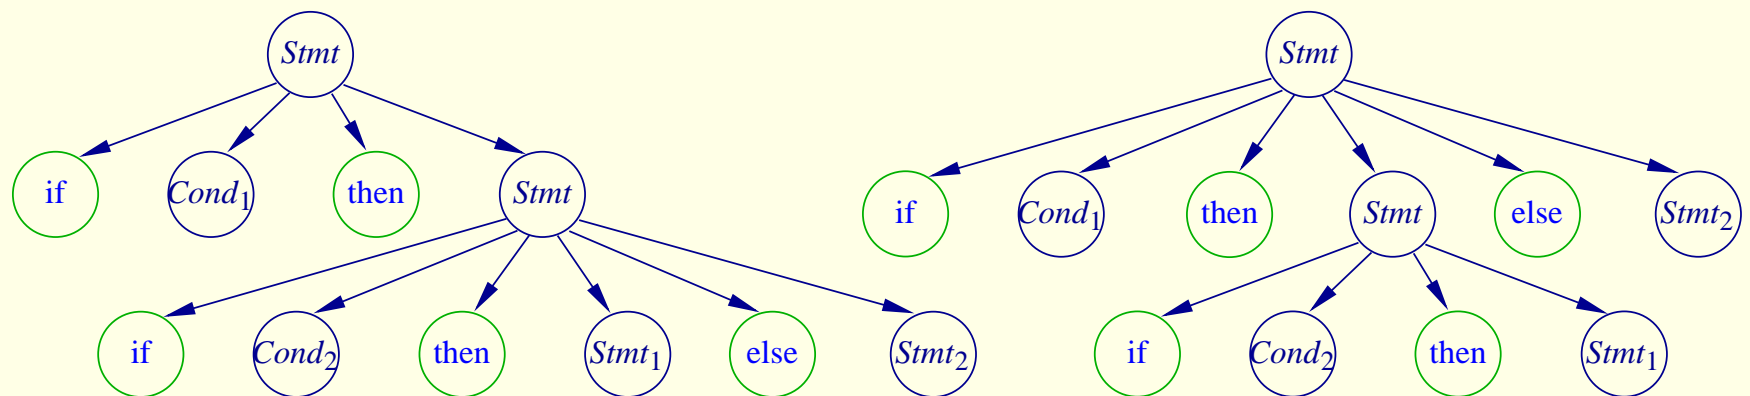 Stmt
if Cond1 then Stmt
if Cond2 then Stmt1 else Stmt2
Stmt
if Cond1 then Stmt else Stmt2
if Cond2 then Stmt1